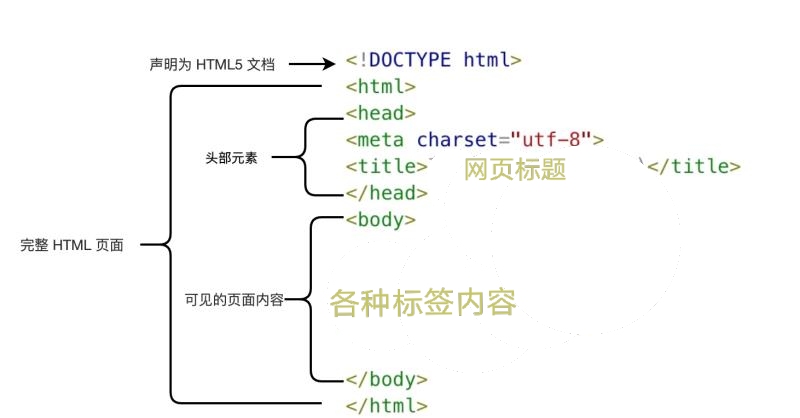 声明为 HTML5 文档
<!DOCTYPE html>
<html>
<head>
<meta charset="utf-8">
头部元素
<title> 网页标题 </title>
</head>
<body>
完整 HTML 页面
可见的页面内容
各种标签内容
</body>
</html>